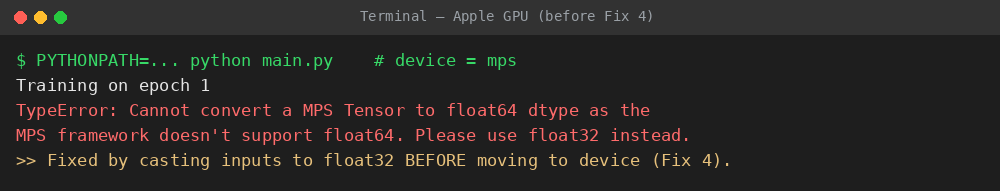 Terminal — Apple GPU (before Fix 4)
$ PYTHONPATH=... python main.py    # device = mps
Training on epoch 1
TypeError: Cannot convert a MPS Tensor to float64 dtype as the
MPS framework doesn't support float64. Please use float32 instead.
>> Fixed by casting inputs to float32 BEFORE moving to device (Fix 4).